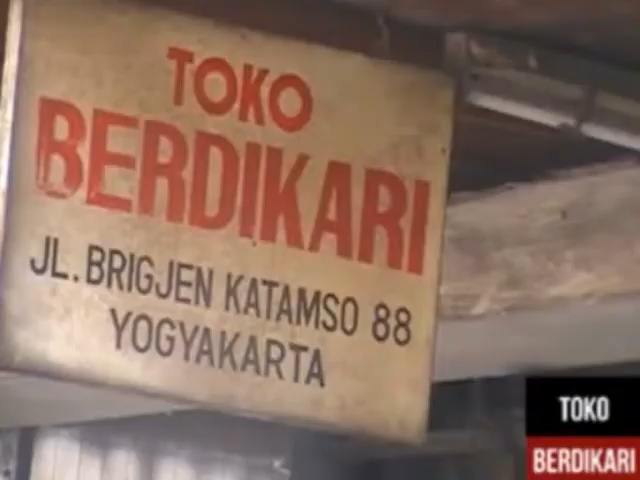 TOKO
BERDIKARI
JL. BRIGJEN KATAMSO 88
YOGYAKARTA
TOKO
BERDIKARI